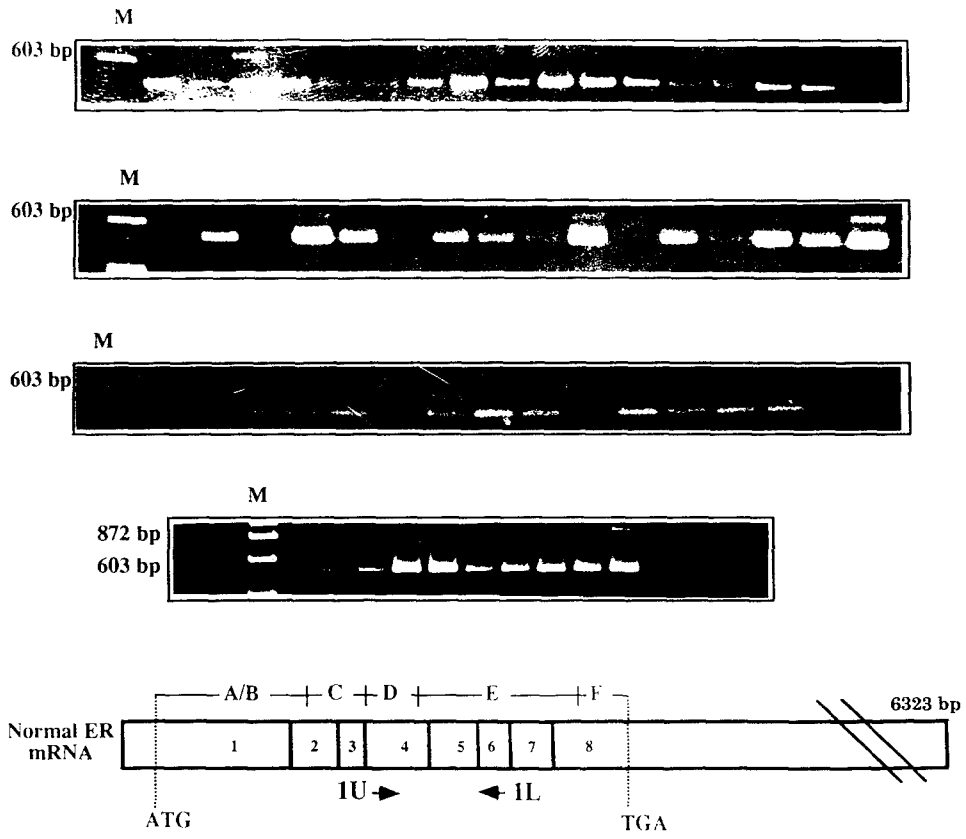 M
603 bp
M
603 bp
M
603 bp
M
872 bp
603 bp
A/B C D E F
6323 bp
Normal ER
mRNA
1 2 3 4 5 6 7 8
1U 1L
ATG
TGA